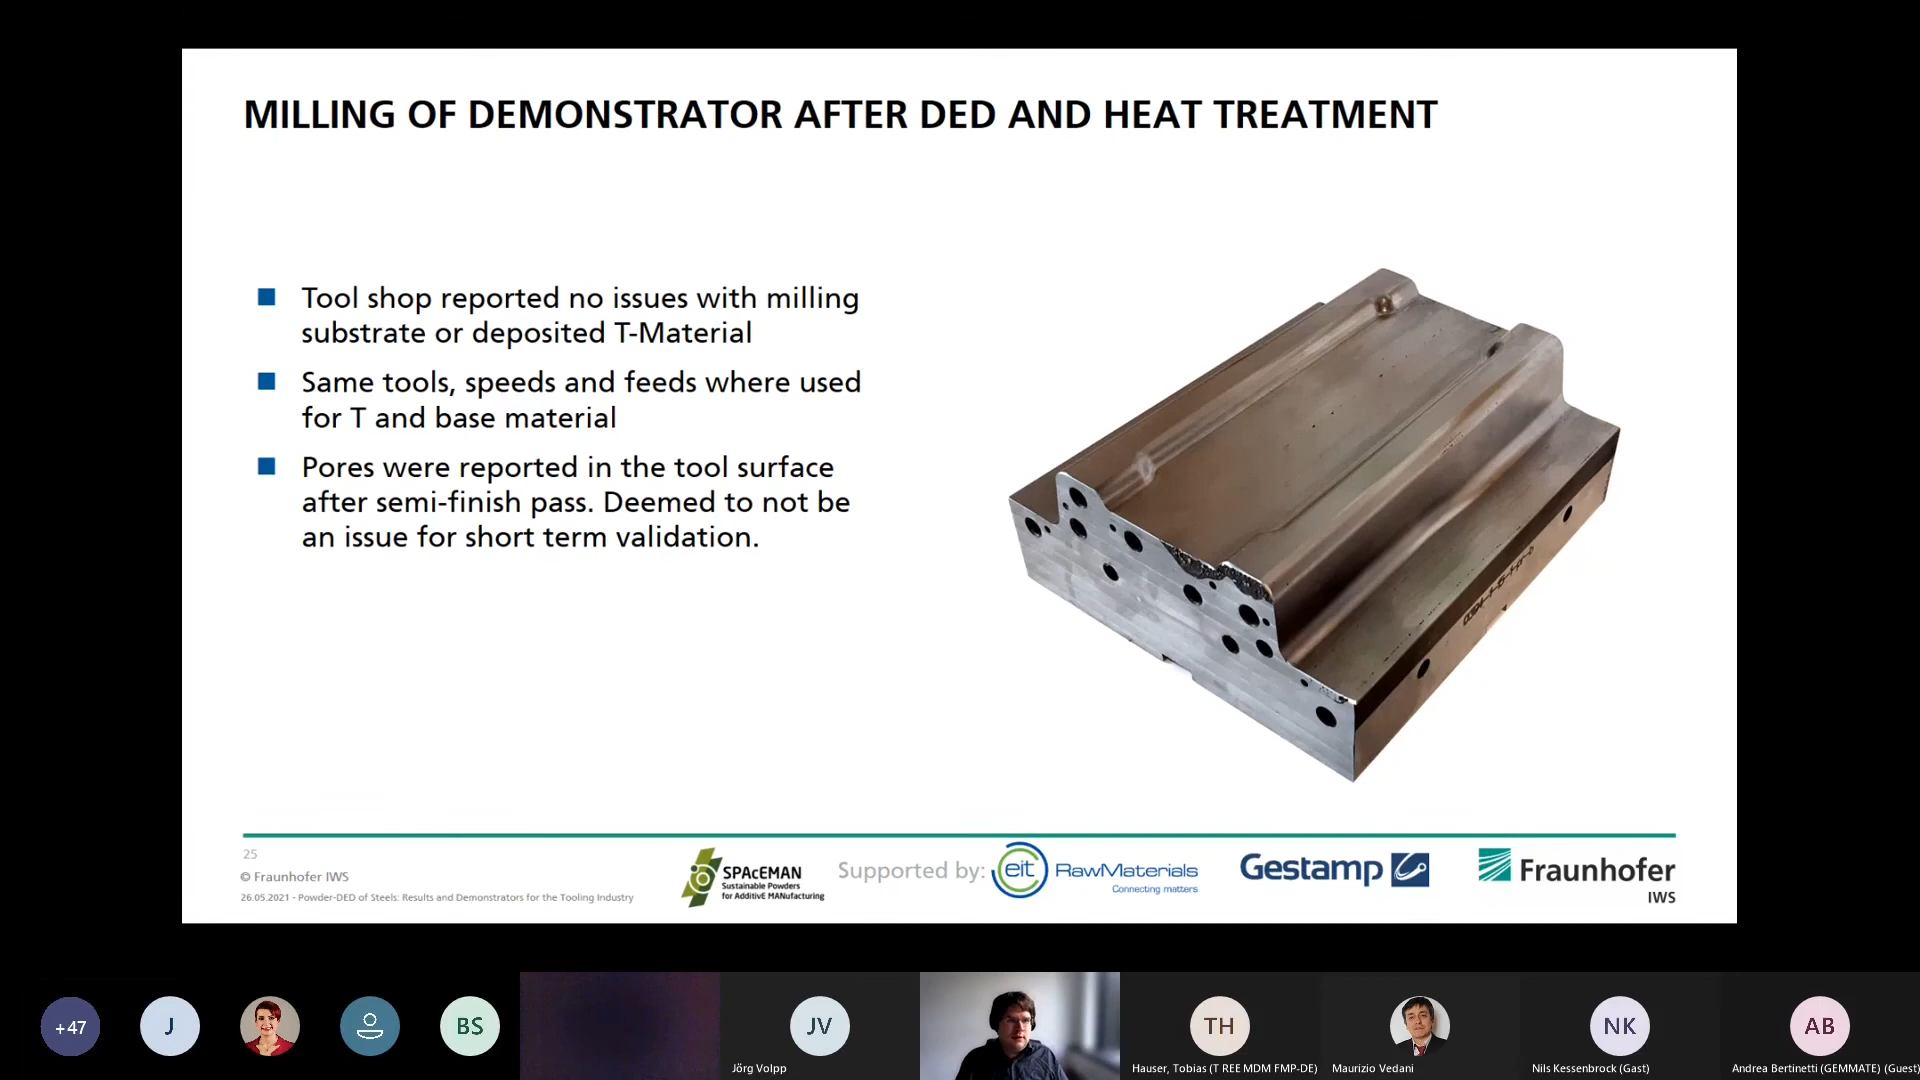 MILLING OF DEMONSTRATOR AFTER DED AND HEAT TREATMENT
Tool shop reported no issues with milling
substrate or deposited T-Material
Same tools, speeds and feeds where used
for T and base material
Pores were reported in the tool surface
after semi-finish pass. Deemed to not be
an issue for short term validation.
25
© Fraunhofer IWS
26.05.2021 - Powder-DED of Steels: Results and Demonstrators for the Tooling Industry
SPAcEMAN
Sustainable Powders
for AdditivE MANufacturing
Supported by:
eit RawMaterials
Connecting matters
Gestamp
Fraunhofer
IWS
+47
J
BS
JV
Jörg Volpp
TH
Hauser, Tobias (T REE MDM FMP-DE)
Maurizio Vedani
NK
Nils Kessenbrock (Gast)
AB
Andrea Bertinetti (GEMMATE) (Guest)